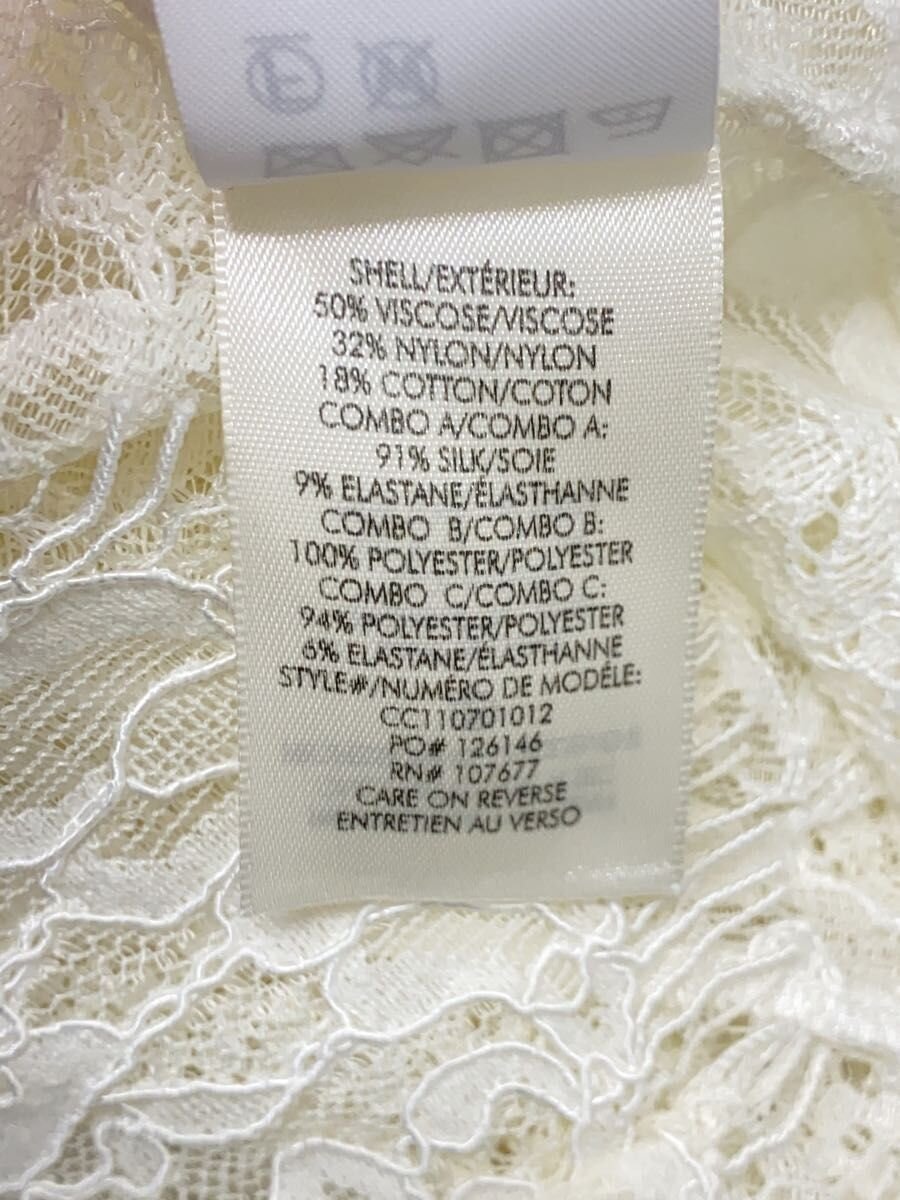 SHELL/EXTÉRIEUR:
50% VISCOSE/VISCOSE
32% NYLON/NYLON
18% COTTON/COTON
COMBO A/COMBO A:
91% SILK/SOIE
9% ELASTANE/ÉLASTHANNE
COMBO B/COMBO B:
100% POLYESTER/POLYESTER
COMBO C/COMBO C:
94% POLYESTER/POLYESTER
6% ELASTANE/ÉLASTHANNE
STYLE#/NUMÉRO DE MODÉLE:
CC110701012
PO# 126146
RN# 107677
CARE ON REVERSE
ENTRETIEN AU VERSO